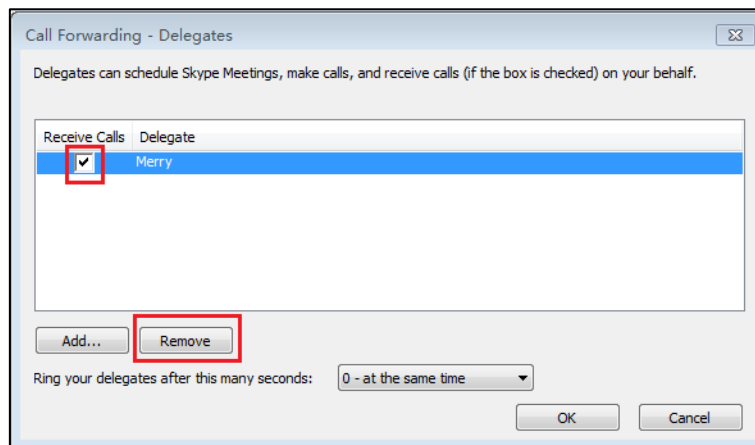 Call Forwarding - Delegates
Delegates can schedule Skype Meetings, make calls, and receive calls (if the box is checked) on your behalf.
Receive Calls Delegate
Merry
Add... Remove
Ring your delegates after this many seconds: 0 - at the same time
OK Cancel